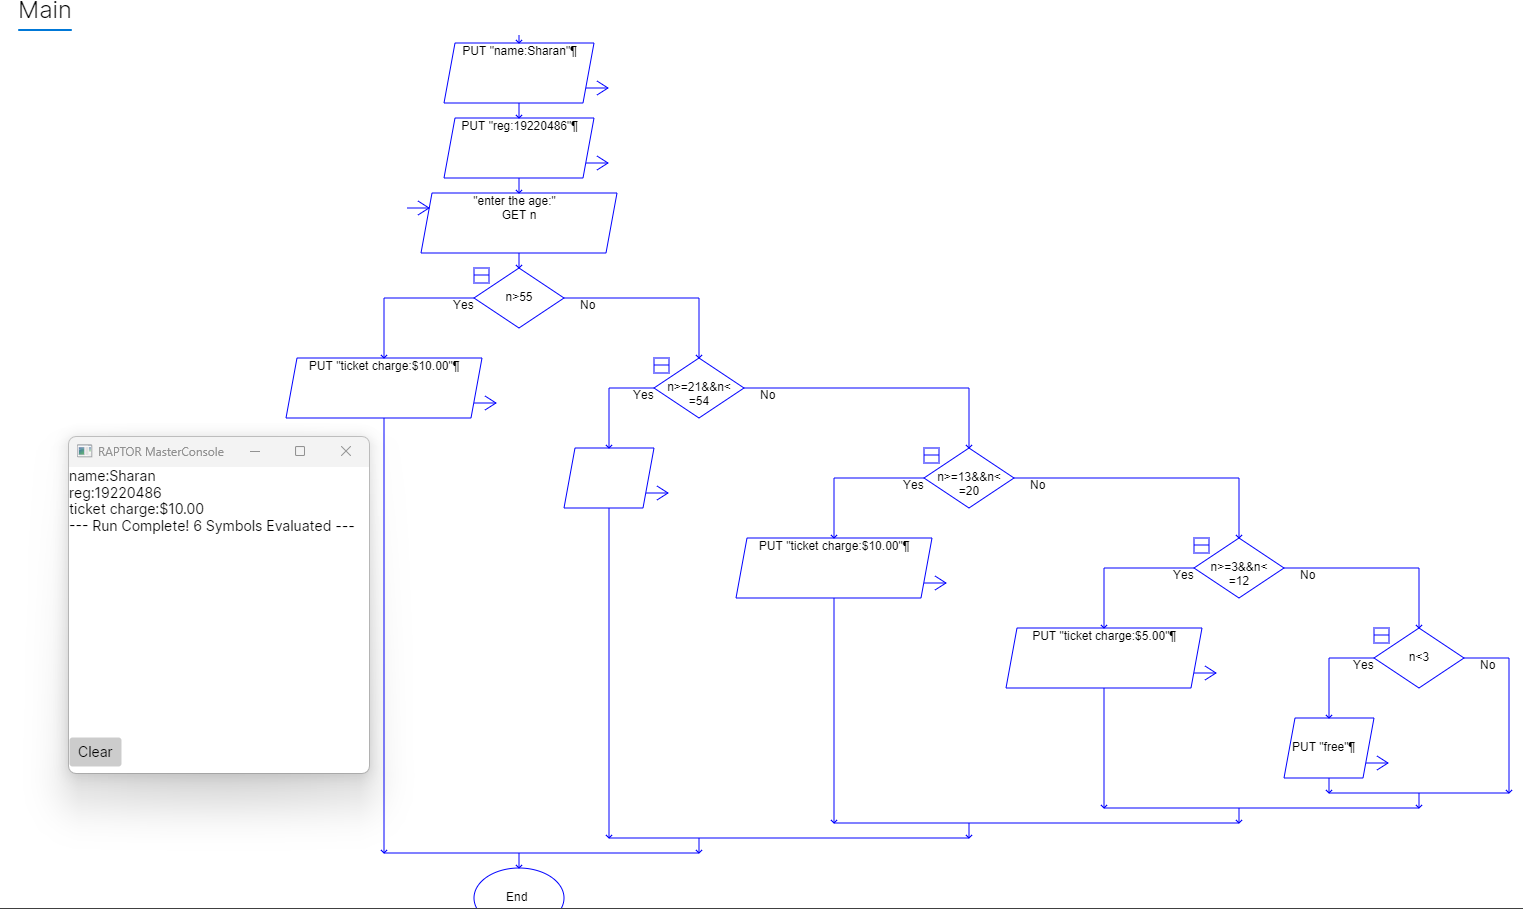 Main
PUT "name:Sharan"¶
PUT "reg:19220486"¶
"enter the age:"
GET n
n>55
Yes
No
PUT "ticket charge:$10.00"¶
n>=21&&n<
=54
Yes
No
n>=13&&n<
=20
Yes
No
PUT "ticket charge:$10.00"¶
n>=3&&n<
=12
Yes
No
PUT "ticket charge:$5.00"¶
n<3
Yes
No
PUT "free"¶
End
RAPTOR MasterConsole
name:Sharan
reg:19220486
ticket charge:$10.00
--- Run Complete! 6 Symbols Evaluated ---
Clear